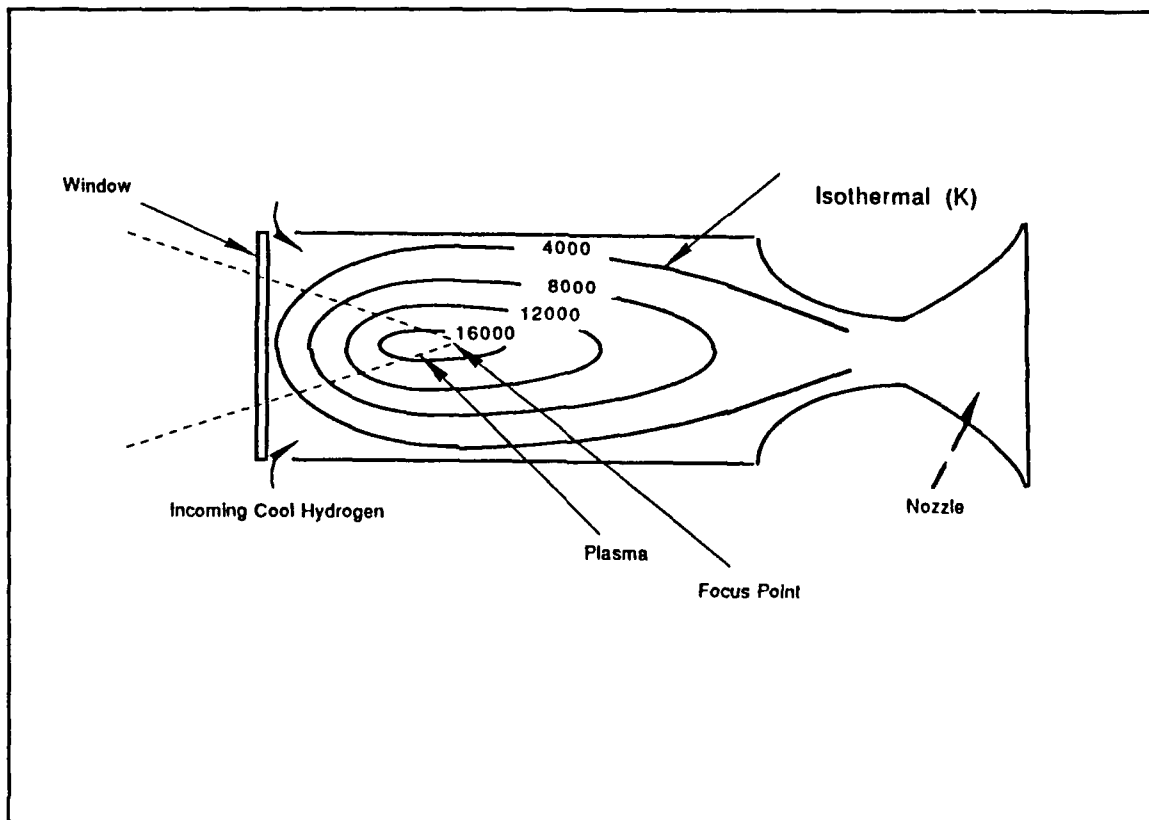 Window
Isothermal (K)
4000
8000
12000
16000
Incoming Cool Hydrogen
Nozzle
Plasma
Focus Point